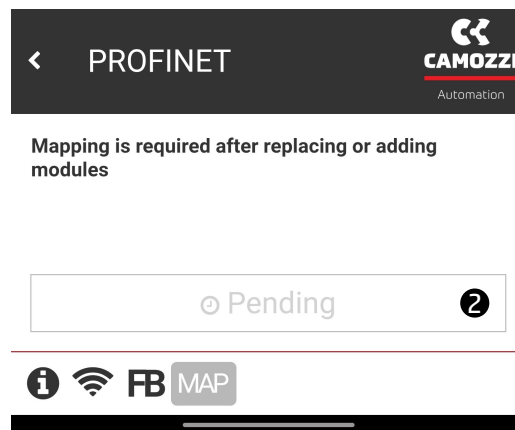 PROFINET
CAMOZZI
Automation
Mapping is required after replacing or adding
modules
Pending
2
FB MAP